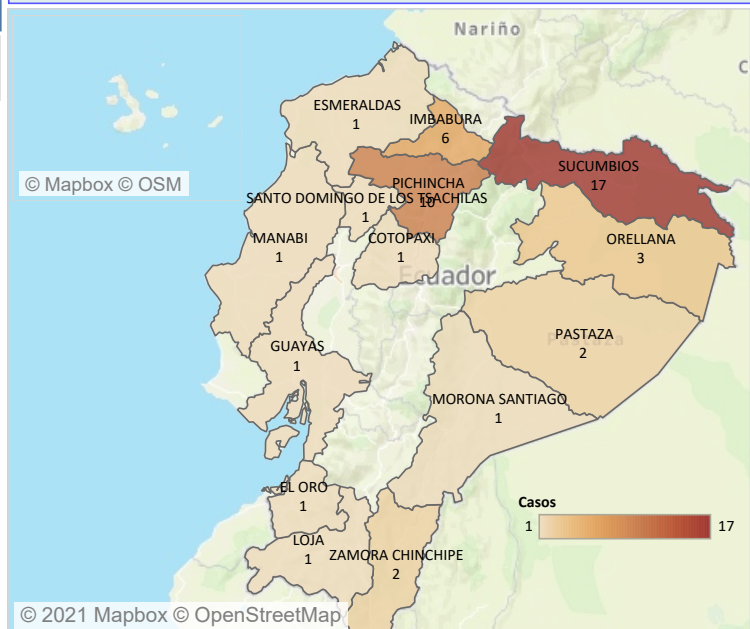 Nariño
C
ESMERALDAS
1
IMBABURA
6
© Mapbox © OSM
SUCUMBIOS
17
PICHINCHA
10
SANTO DOMINGO DE LOS TSACHILAS
1
MANABI
1
COTOPAXI
1
ORELLANA
3
Ecuador
PASTAZA
2
Pastaza
GUAYAS
1
MORONA SANTIAGO
1
EL ORO
1
Casos
1
17
LOJA
1
ZAMORA CHINCHIPE
2
© 2021 Mapbox © OpenStreetMap